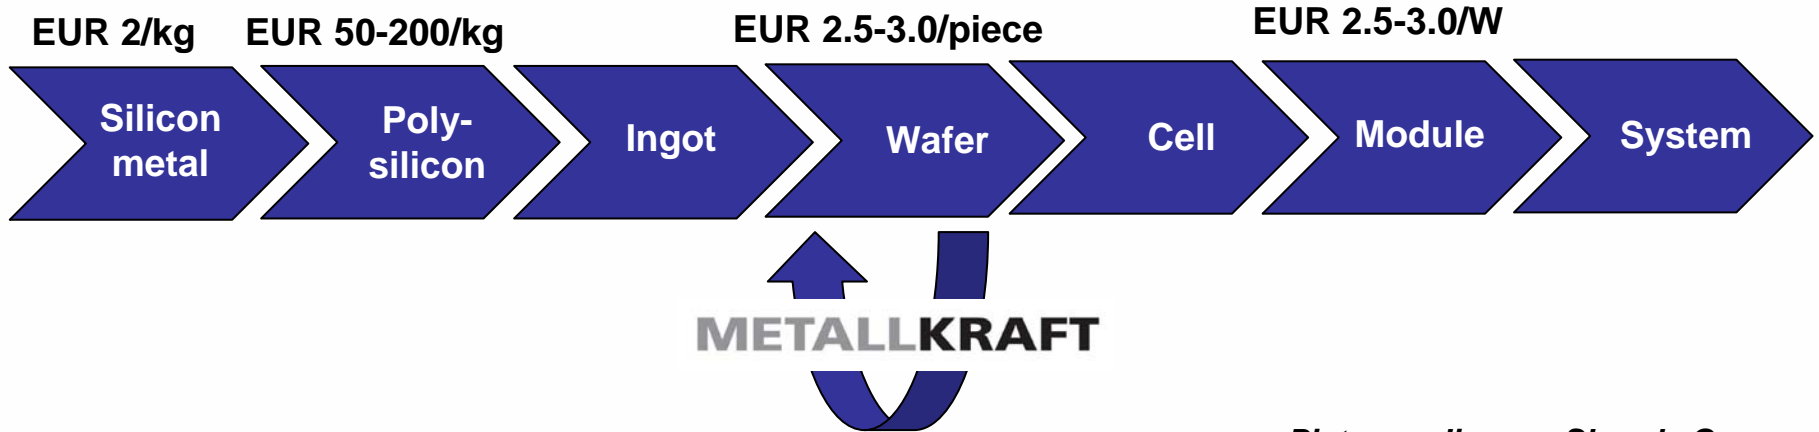 EUR 2/kg
EUR 50-200/kg
EUR 2.5-3.0/piece
EUR 2.5-3.0/W
Silicon
metal
Poly-
silicon
Ingot
Wafer
Cell
Module
System
METALLKRAFT